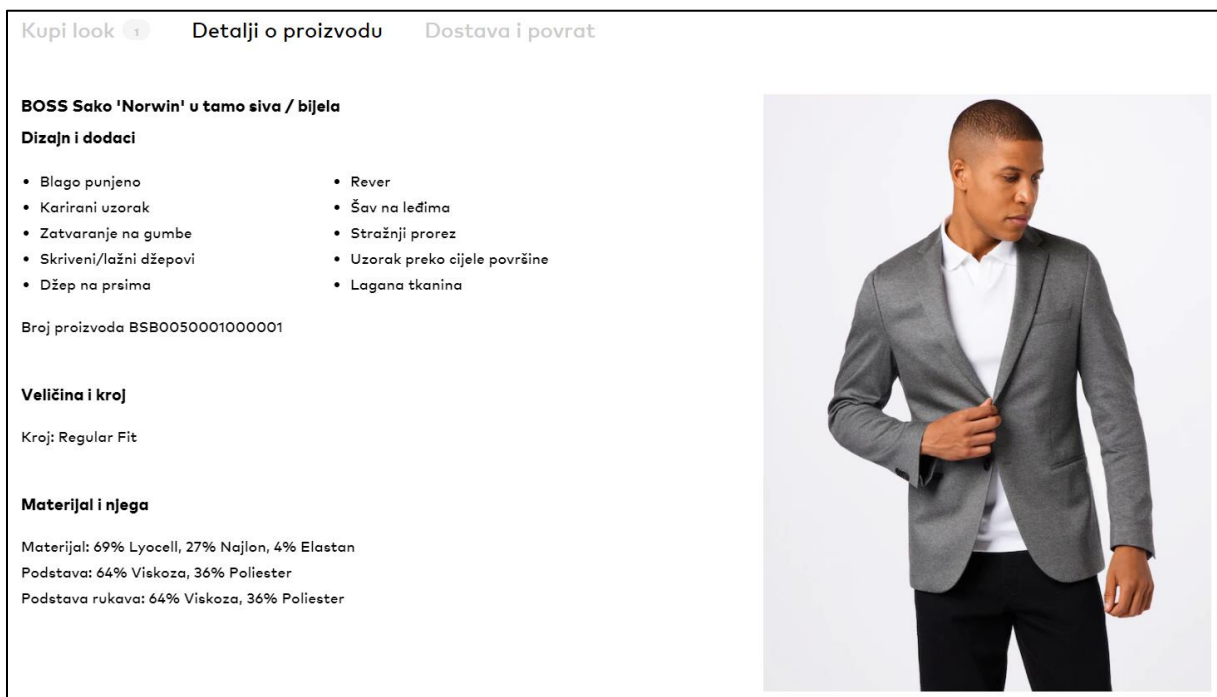 Kupi look 1 Detalji o proizvodu Dostava i povrat
BOSS Sako 'Norwin' u tamo siva / bijela
Dizajn i dodaci
• Blago punjeno
• Karirani uzorak
• Zatvaranje na gumbe
• Skriveni/lažni džepovi
• Džep na prsima
• Rever
• Šav na leđima
• Stražnji prorez
• Uzorak preko cijele površine
• Lagana tkanina
Broj proizvoda BSB0050001000001
Veličina i kroj
Kroj: Regular Fit
Materijal i njega
Materijal: 69% Lyocell, 27% Najlon, 4% Elastan
Podstava: 64% Viskoza, 36% Poliester
Podstava rukava: 64% Viskoza, 36% Poliester